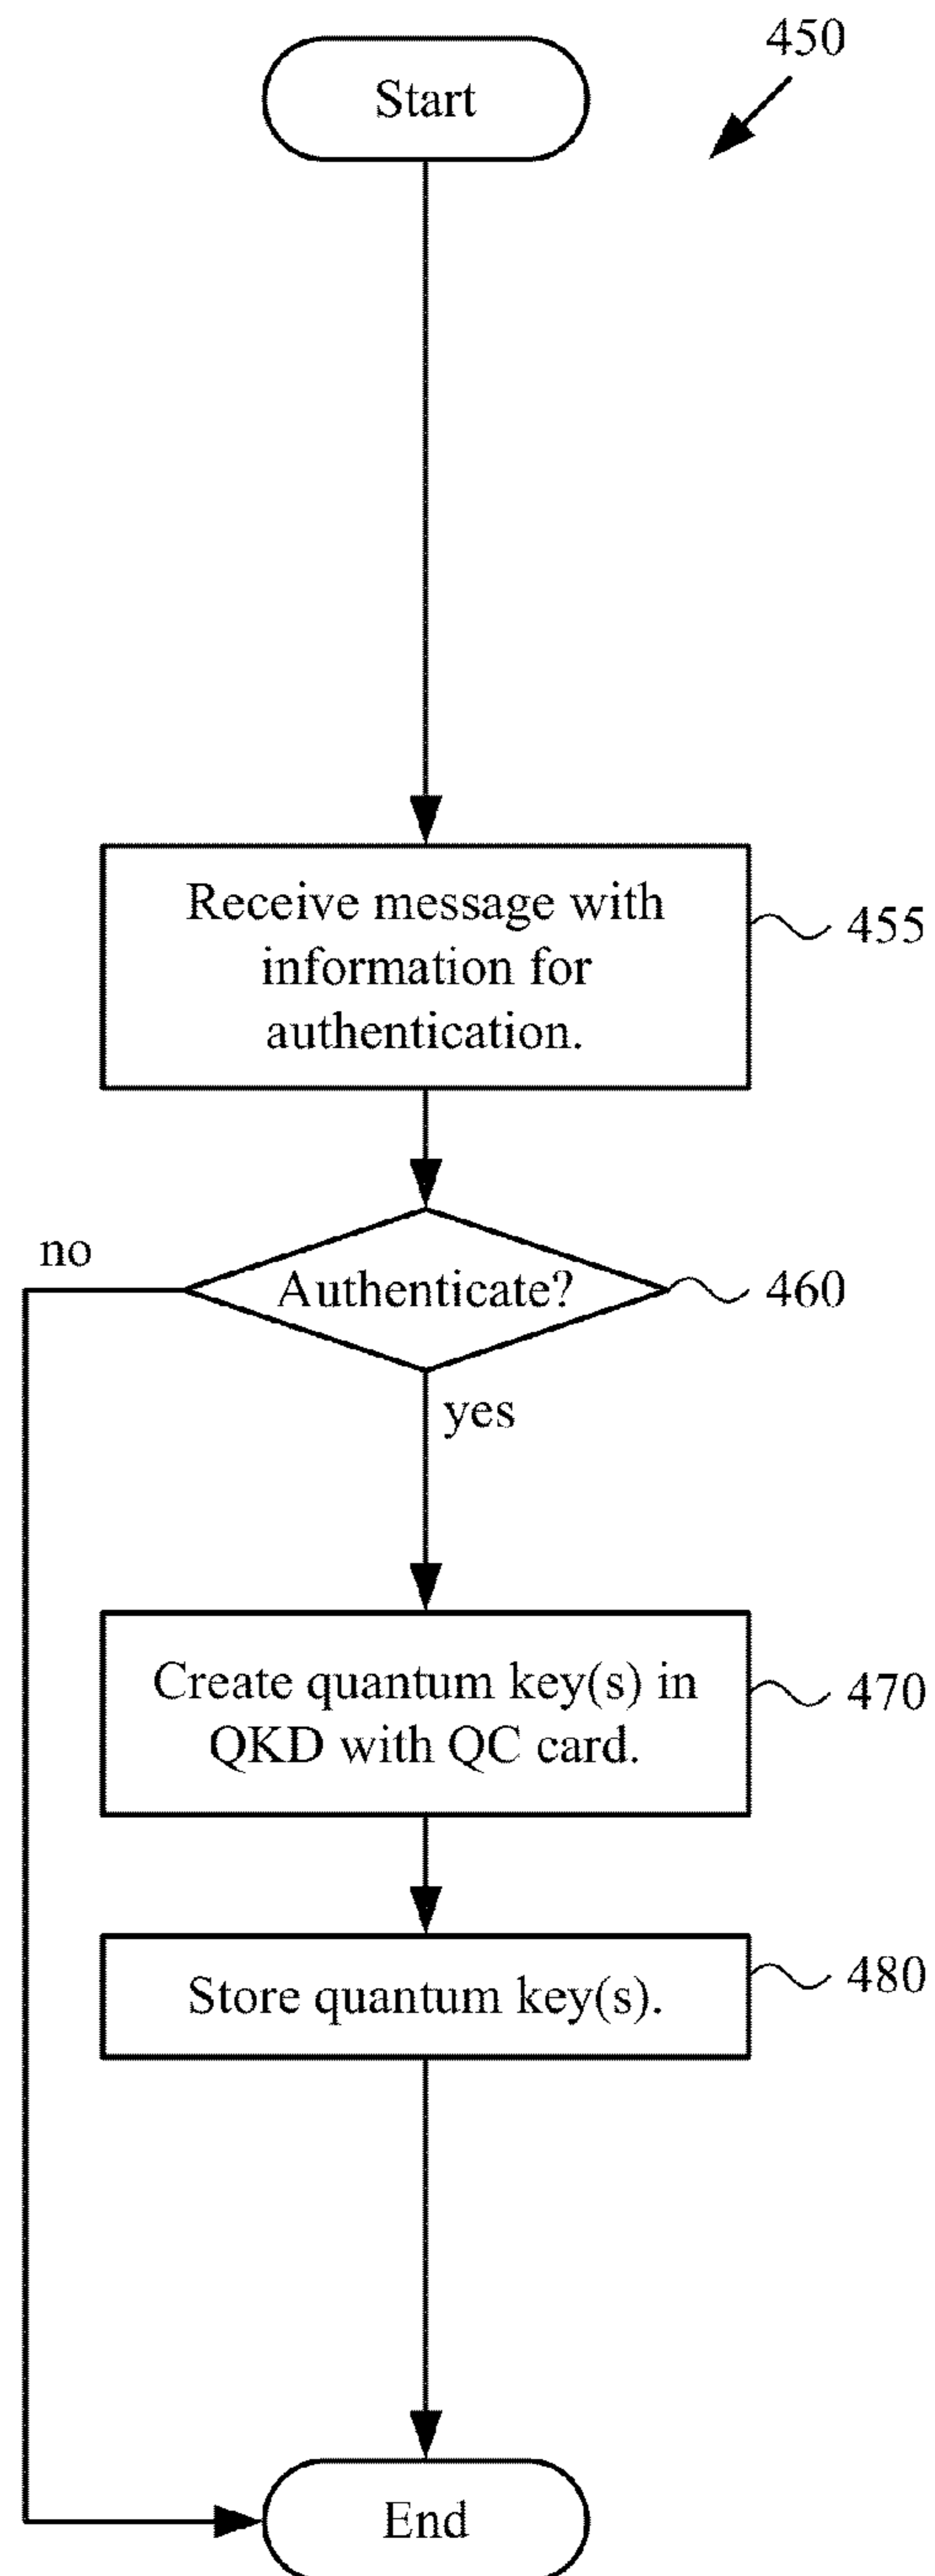 450
Start
Receive message with
information for
authentication.
455
no
Authenticate?
460
yes
Create quantum key(s) in
QKD with QC card.
470
Store quantum key(s).
480
End